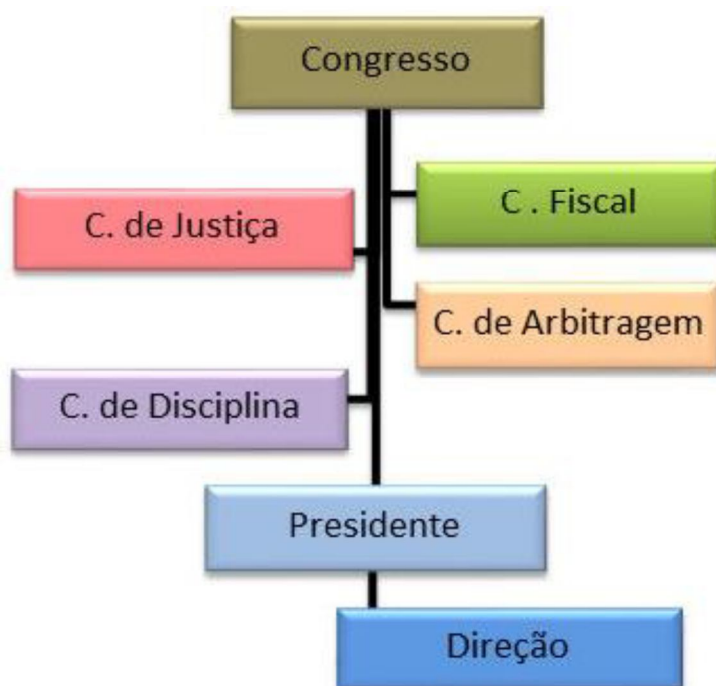 Congresso
C . Fiscal
C. de Justiça
C. de Arbitragem
C. de Disciplina
Presidente
Direção